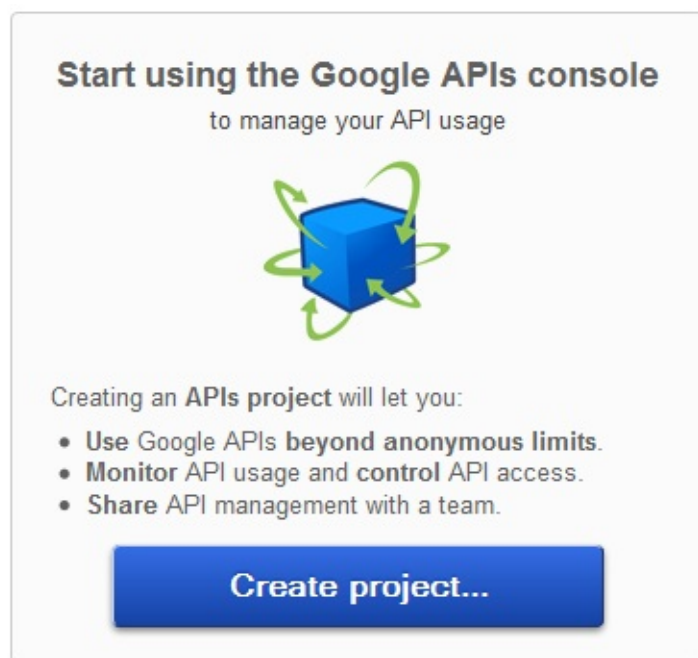 Start using the Google APIs console
to manage your API usage
Creating an APIs project will let you:
• Use Google APIs beyond anonymous limits.
• Monitor API usage and control API access.
• Share API management with a team.
Create project...